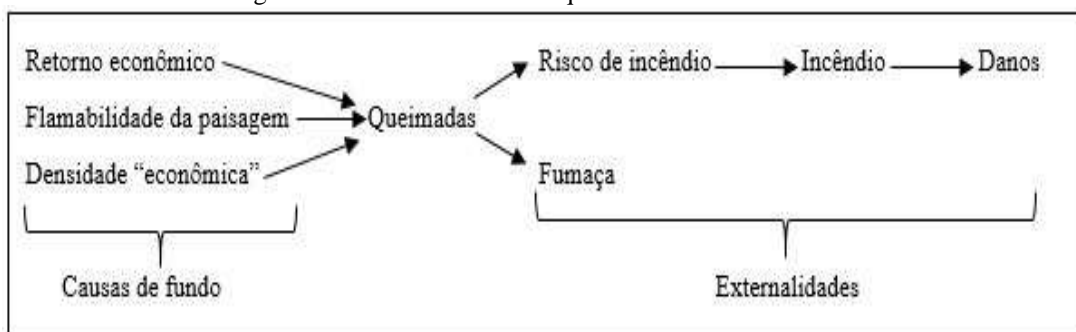 Retorno econômico
Risco de incêndio
Incêndio
Danos
Flamabilidade da paisagem
Queimadas
Densidade “econômica”
Fumaça
Causas de fundo
Externalidades